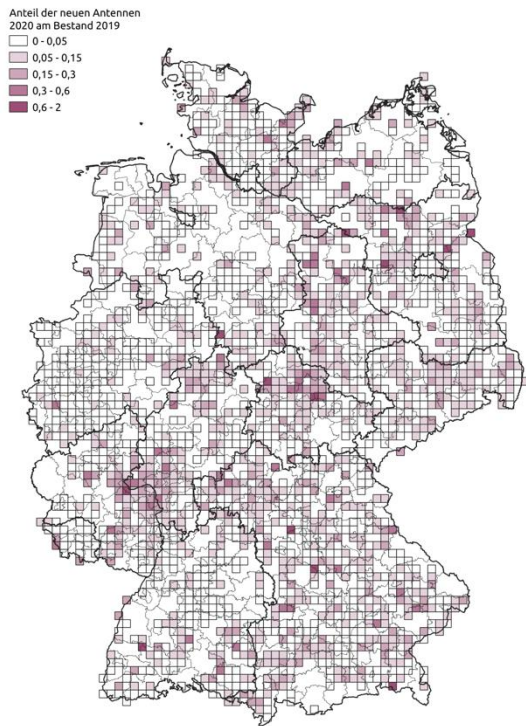 Anteil der neuen Antennen
2020 am Bestand 2019
0 - 0,05
0,05 - 0,15
0,15 - 0,3
0,3 - 0,6
0,6 - 2